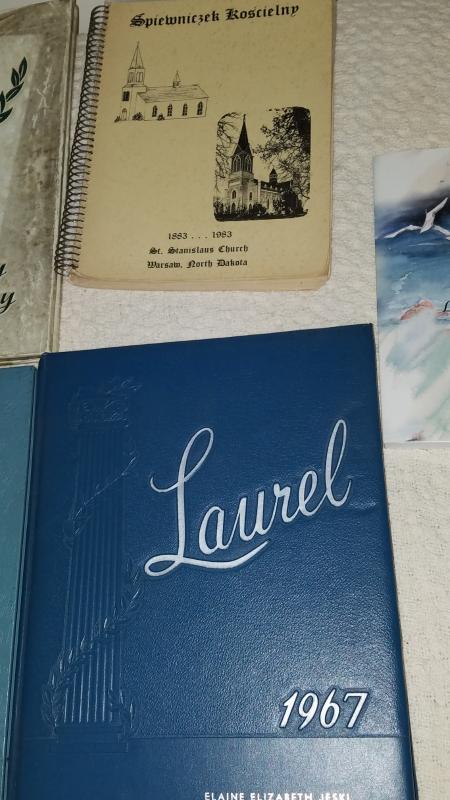 Śpiewniczek Kościelny
1883 . . . 1983
St. Stanislaus Church
Warsaw, North Dakota
Laurel
1967
ELAINE ELIZABETH JESKI